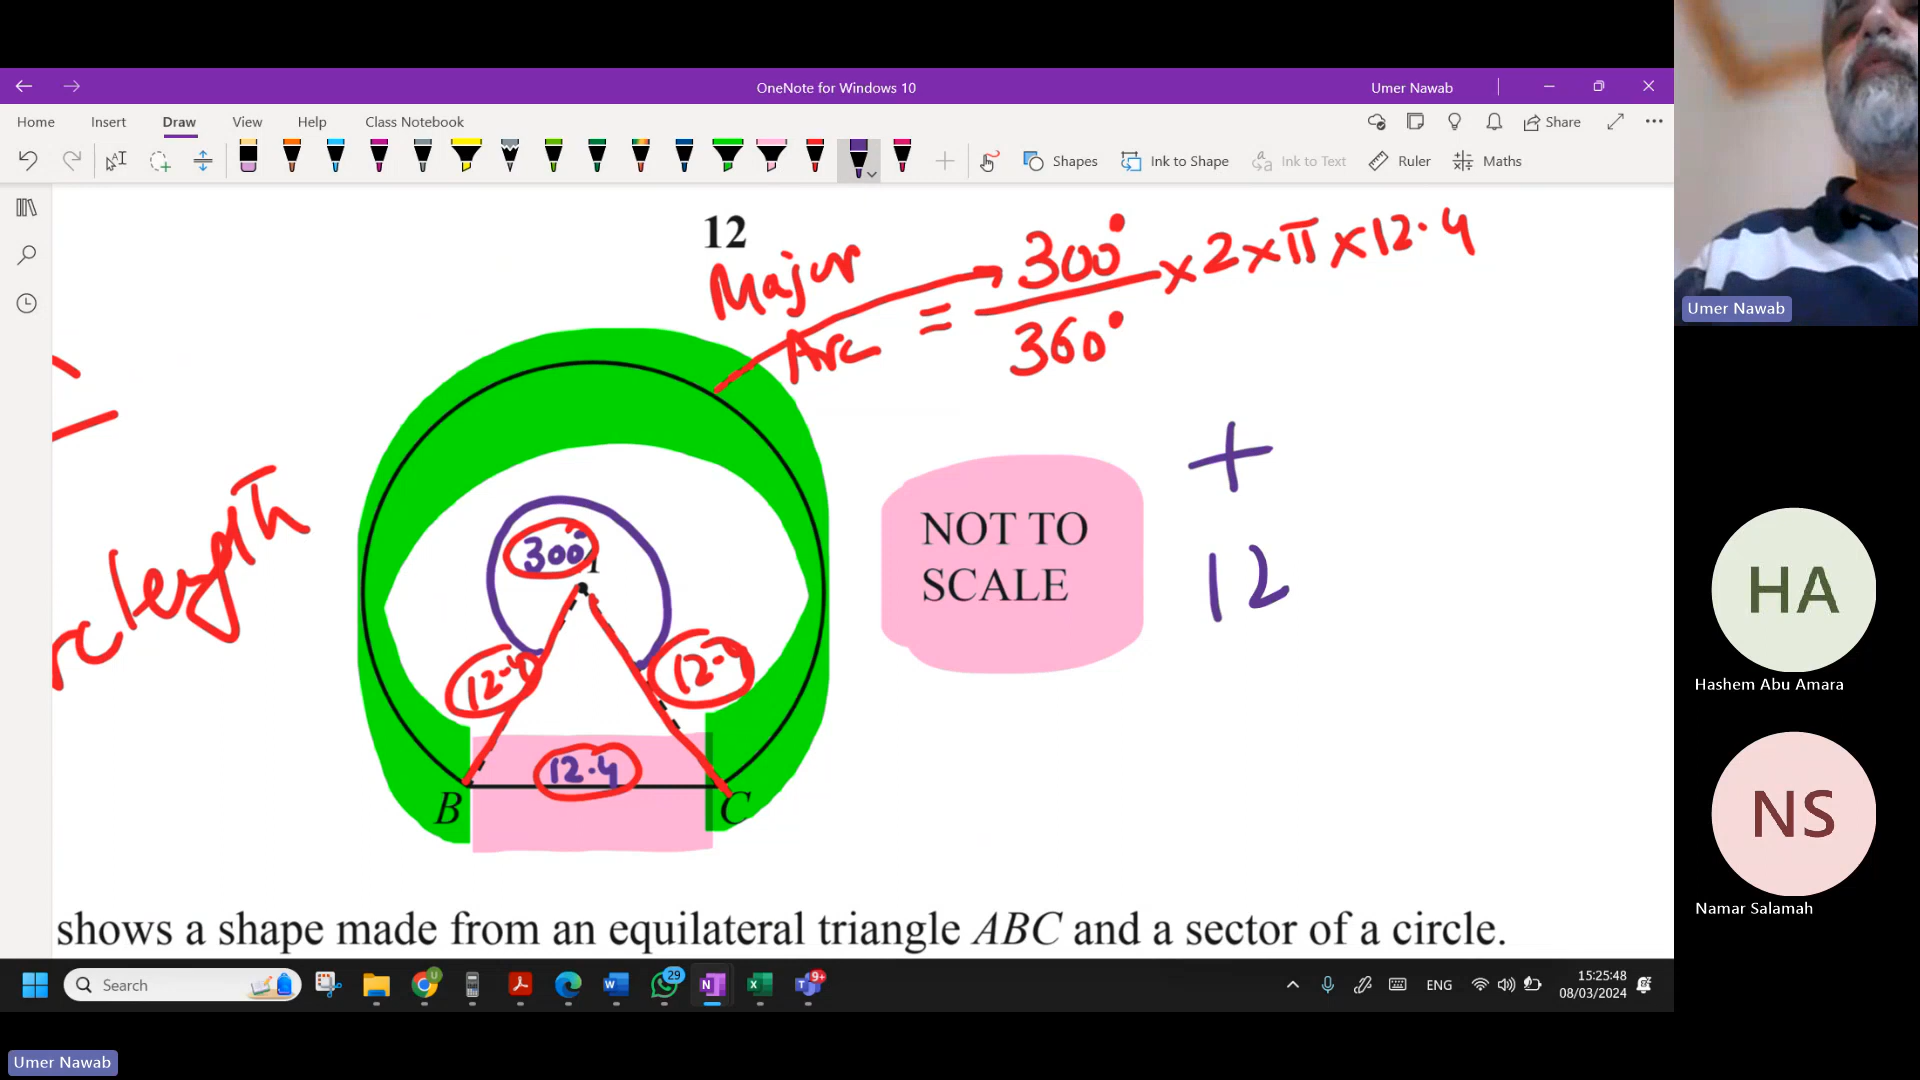 OneNote for Windows 10
Umer Nawab
Home Insert Draw View Help Class Notebook
Share
Shapes Ink to Shape Ink to Text Ruler Maths
12
Major
Arc = 300° / 360° × 2 × π × 12.4
+
12
NOT TO
SCALE
300°
12.4
12.4
B
C
shows a shape made from an equilateral triangle ABC and a sector of a circle.
Umer Nawab
HA
Hashem Abu Amara
NS
Namar Salamah
Search
29
9+
ENG
15:25:48
08/03/2024
Umer Nawab